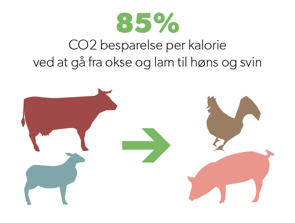 85%
CO2 besparelse per kalorie
ved at gå fra okse og lam til høns og svin